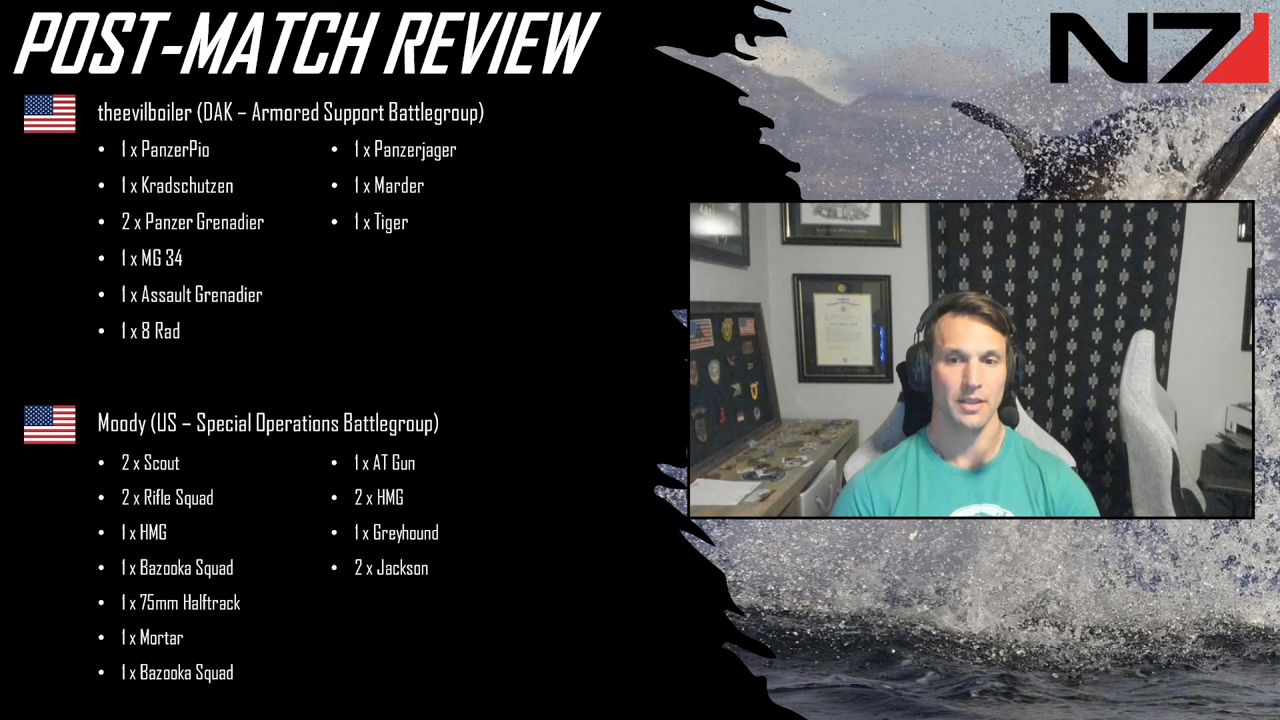 POST-MATCH REVIEW
N7
theevilboiler (DAK – Armored Support Battlegroup)
• 1 x PanzerPio
• 1 x Kradschutzen
• 2 x Panzer Grenadier
• 1 x MG 34
• 1 x Assault Grenadier
• 1 x 8 Rad
• 1 x Panzerjager
• 1 x Marder
• 1 x Tiger
Moody (US – Special Operations Battlegroup)
• 2 x Scout
• 2 x Rifle Squad
• 1 x HMG
• 1 x Bazooka Squad
• 1 x 75mm Halftrack
• 1 x Mortar
• 1 x Bazooka Squad
• 1 x AT Gun
• 2 x HMG
• 1 x Greyhound
• 2 x Jackson